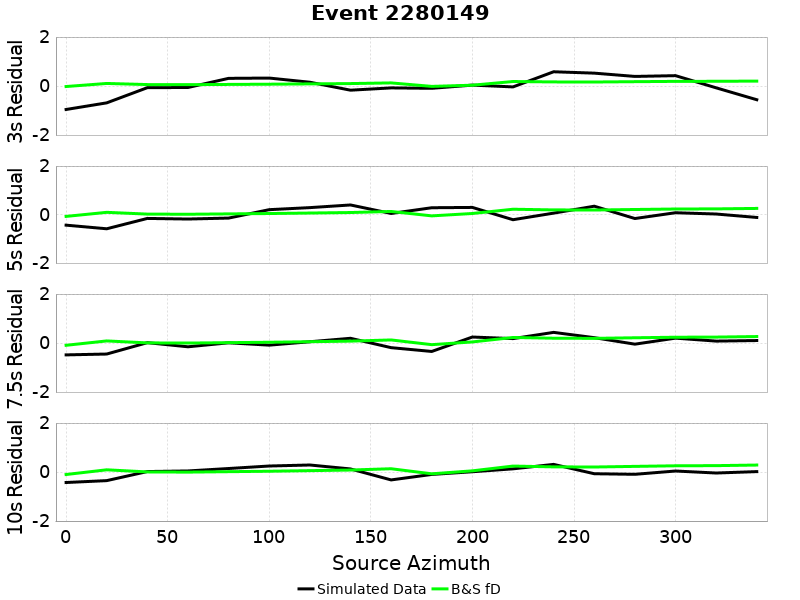 Event 2280149
3s Residual
2
0
-2
5s Residual
2
0
-2
7.5s Residual
2
0
-2
10s Residual
2
0
-2
0 50 100 150 200 250 300
Source Azimuth
Simulated Data B&S fD